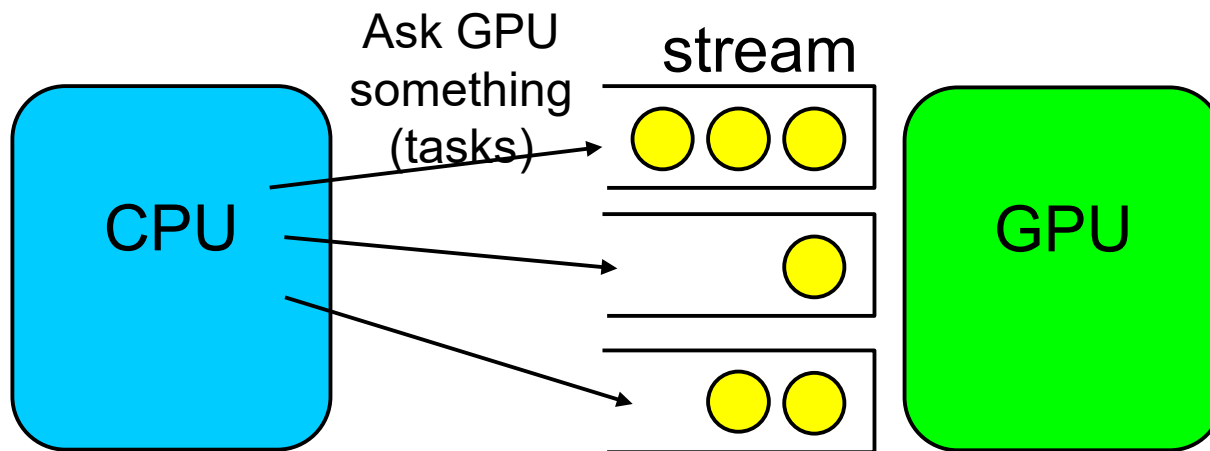 Ask GPU
something
(tasks)
stream
CPU
GPU